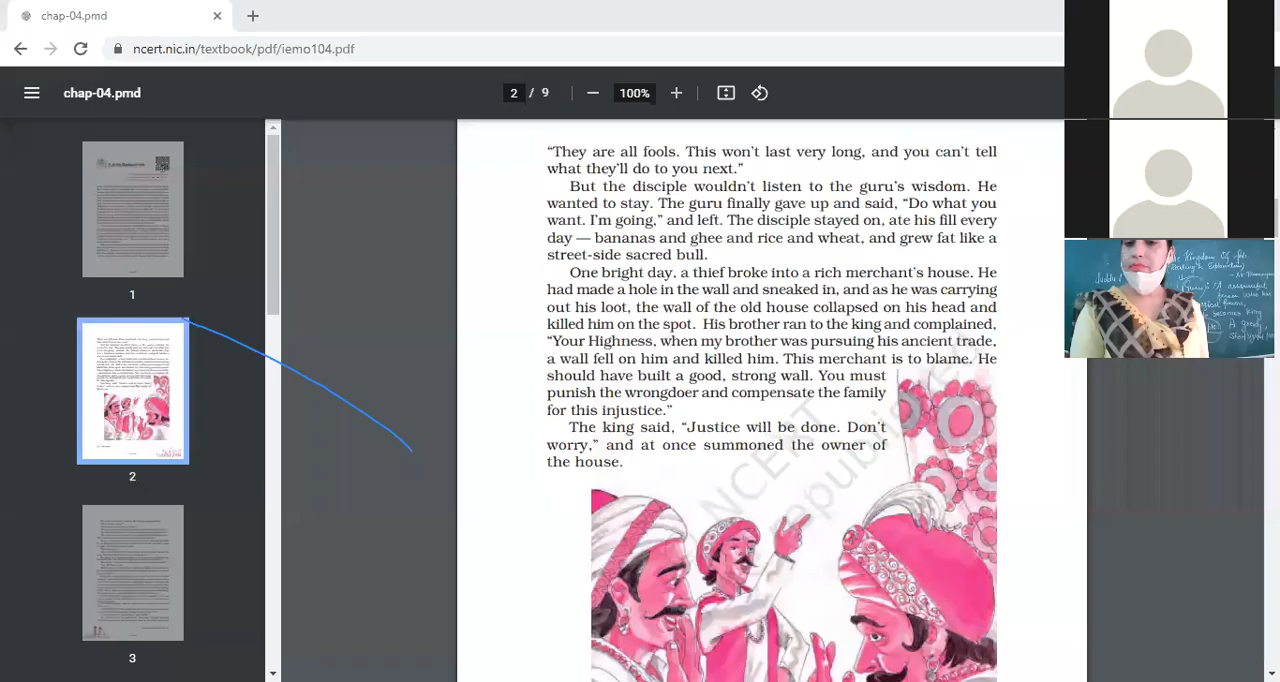 chap-04.pmd
ncert.nic.in/textbook/pdf/iemo104.pdf
chap-04.pmd
2 / 9
100%
1
2
3
“They are all fools. This won’t last very long, and you can’t tell
what they’ll do to you next.”
But the disciple wouldn’t listen to the guru’s wisdom. He
wanted to stay. The guru finally gave up and said, “Do what you
want. I’m going,” and left. The disciple stayed on, ate his fill every
day — bananas and ghee and rice and wheat, and grew fat like a
street-side sacred bull.
One bright day, a thief broke into a rich merchant’s house. He
had made a hole in the wall and sneaked in, and as he was carrying
out his loot, the wall of the old house collapsed on his head and
killed him on the spot. His brother ran to the king and complained,
“Your Highness, when my brother was pursuing his ancient trade,
a wall fell on him and killed him. This merchant is to blame. He
should have built a good, strong wall. You must
punish the wrongdoer and compensate the family
for this injustice.”
The king said, “Justice will be done. Don’t
worry,” and at once summoned the owner of
the house.
NCERT
republish
Kingdom of